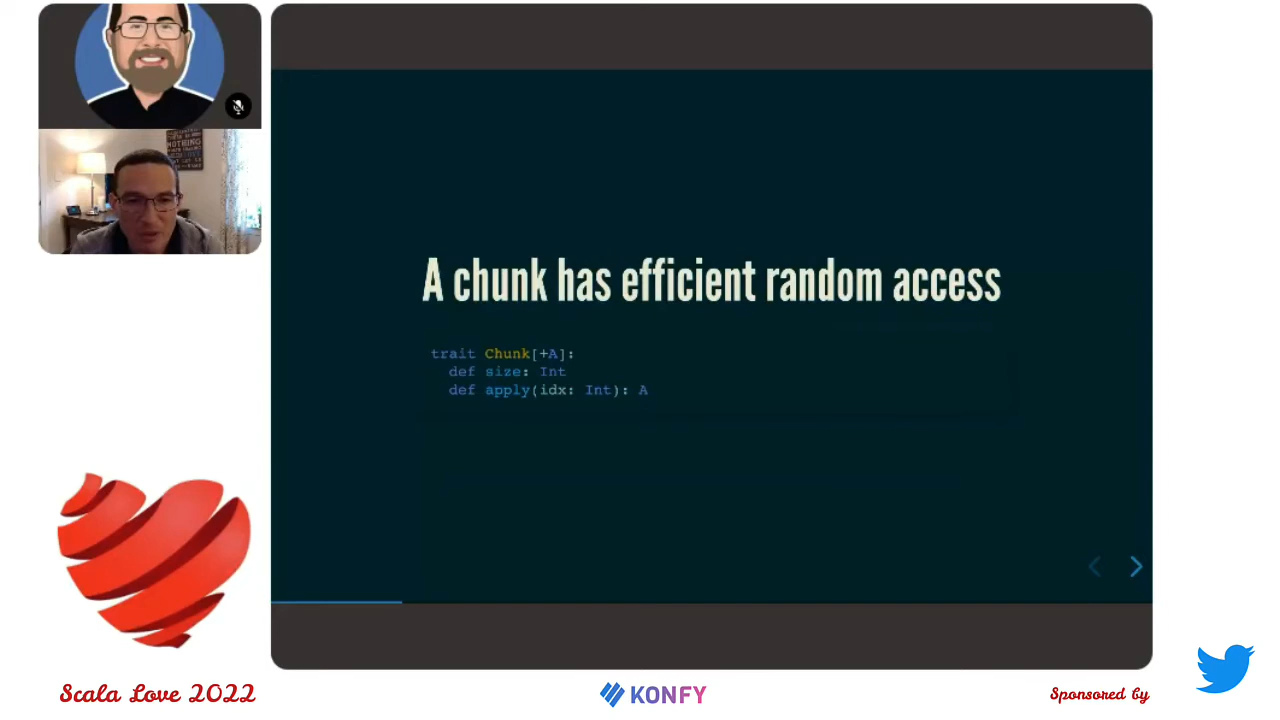 NOTHING
A chunk has efficient random access
trait Chunk[+A]:
def size: Int
def apply(idx: Int): A
Scala Love 2022
KONFY
Sponsored by